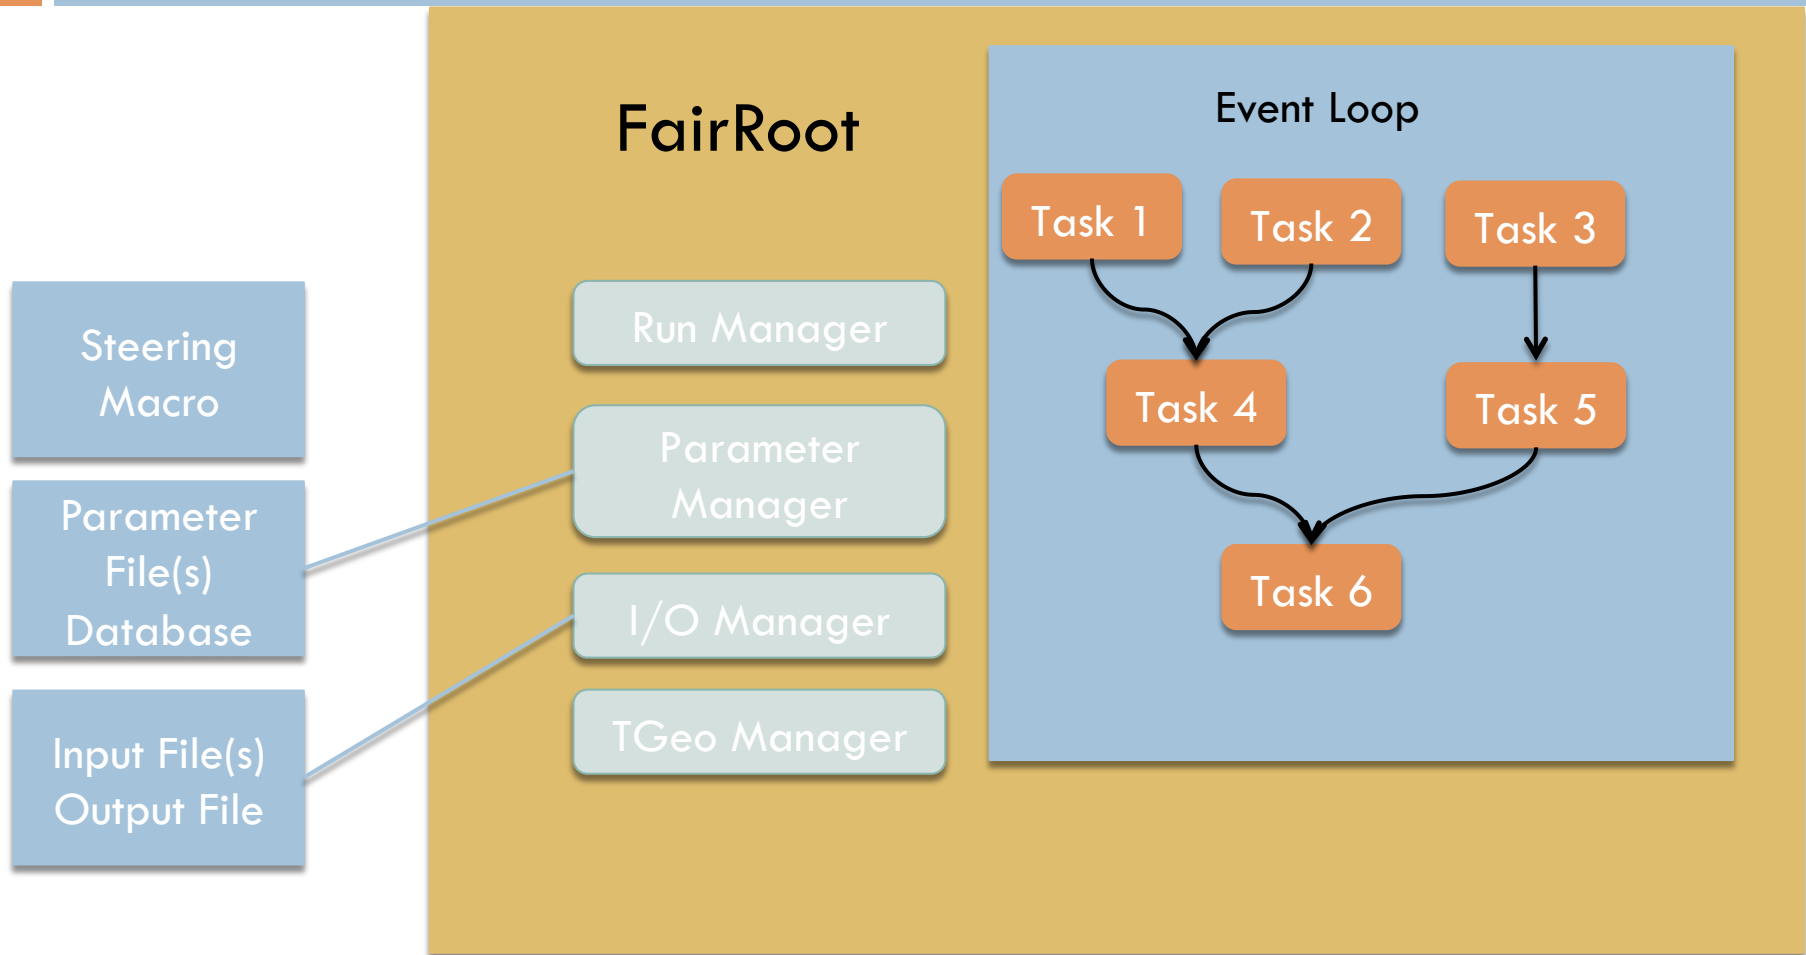 FairRoot
Event Loop
Task 1
Task 2
Task 3
Task 4
Task 5
Task 6
Run Manager
Parameter
Manager
I/O Manager
TGeo Manager
Steering
Macro
Parameter
File(s)
Database
Input File(s)
Output File